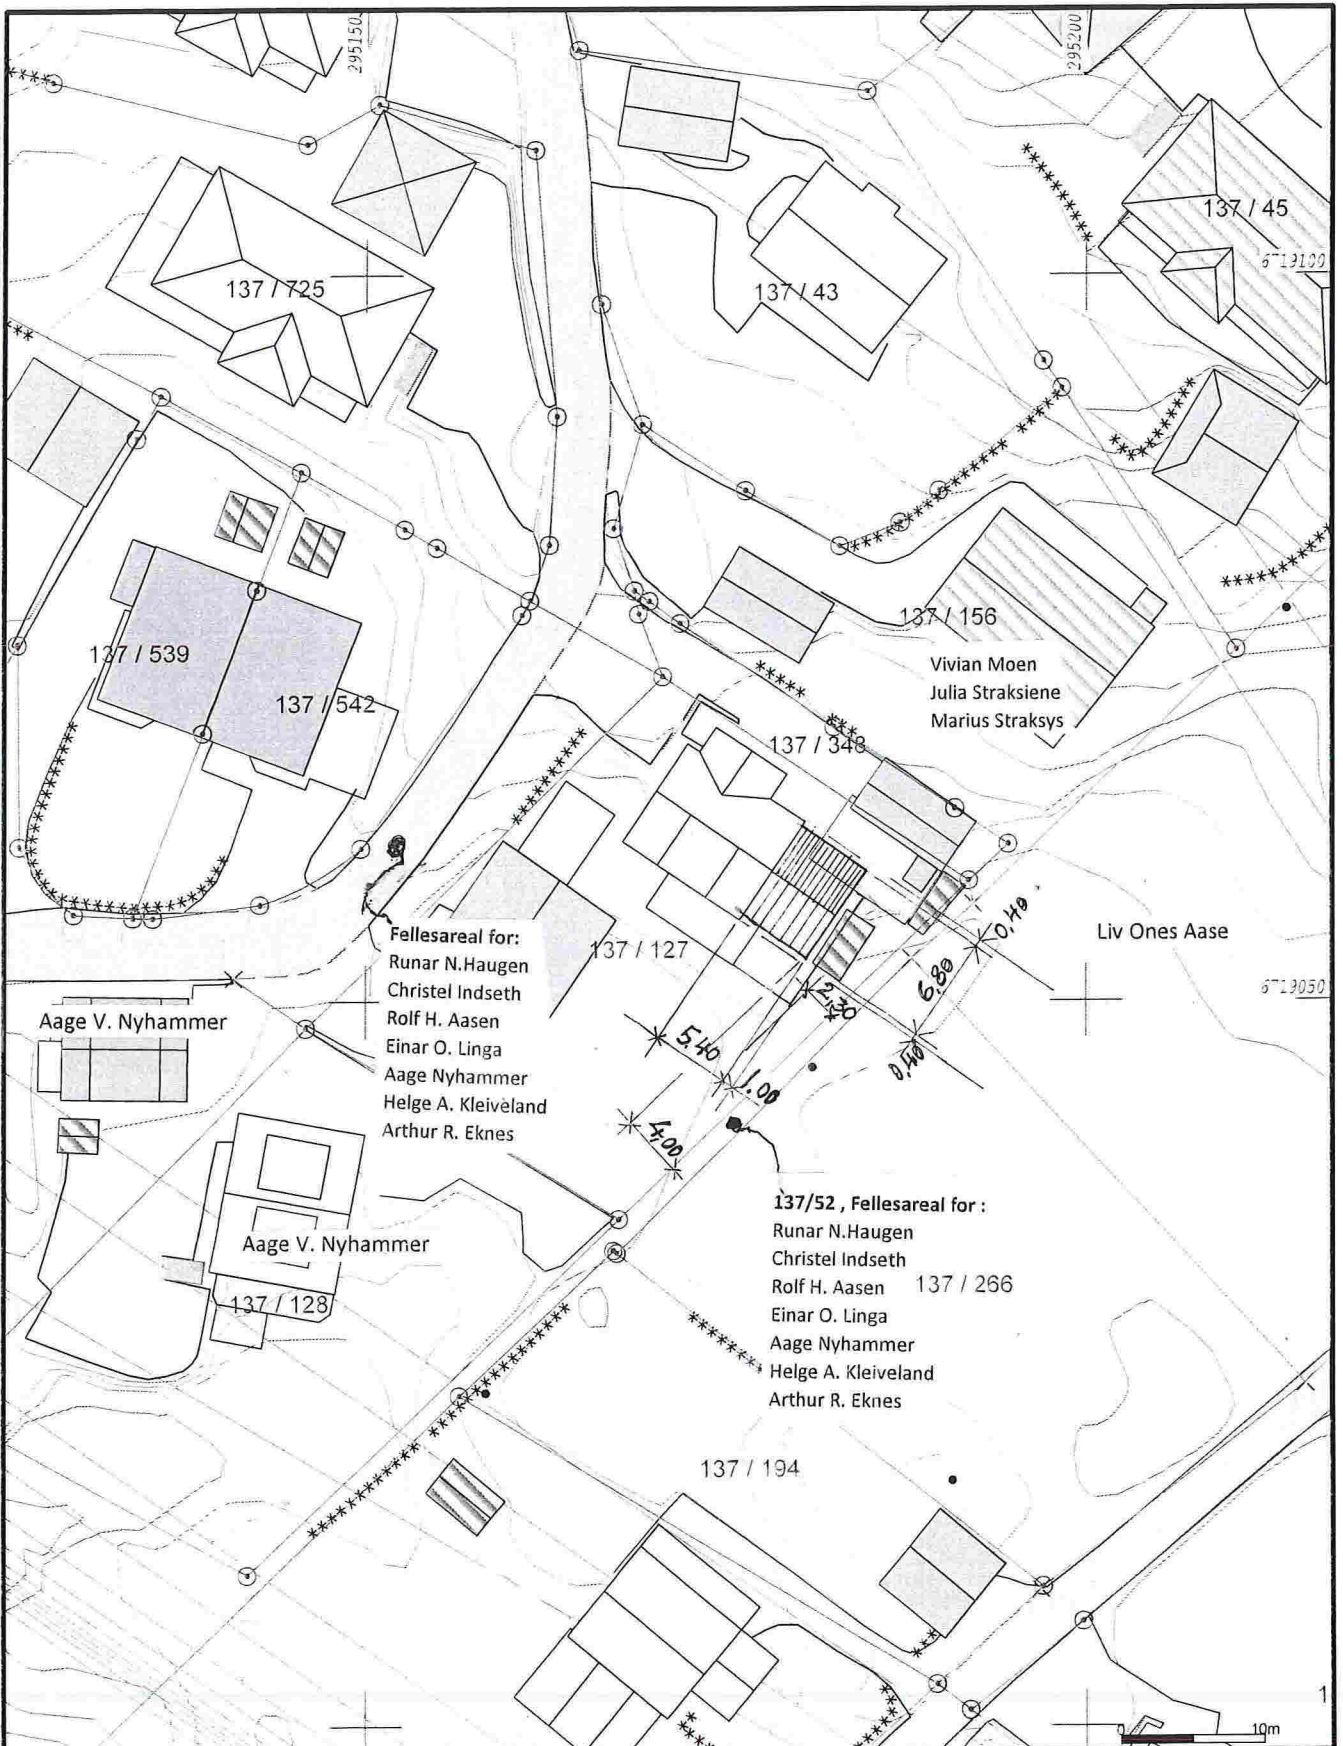 295150
295200
137 / 45
6719100
137 / 725
137 / 43
137 / 156
137 / 539
Vivian Moen
Julia Straksiene
Marius Straksys
137 / 542
137 / 348
Fellesareal for:
Runar N.Haugen
Christel Indseth
Rolf H. Aasen
Einar O. Linga
Aage Nyhammer
Helge A. Kleiveland
Arthur R. Eknes
137 / 127
0,40
Liv Ones Aase
6,80
6719050
2,30
Aage V. Nyhammer
5.40
0,40
1.00
4,00
137/52 , Fellesareal for :
Runar N.Haugen
Christel Indseth
Rolf H. Aasen
Einar O. Linga
Aage Nyhammer
Helge A. Kleiveland
Arthur R. Eknes
137 / 266
Aage V. Nyhammer
137 / 128
137 / 194
1
0
10m